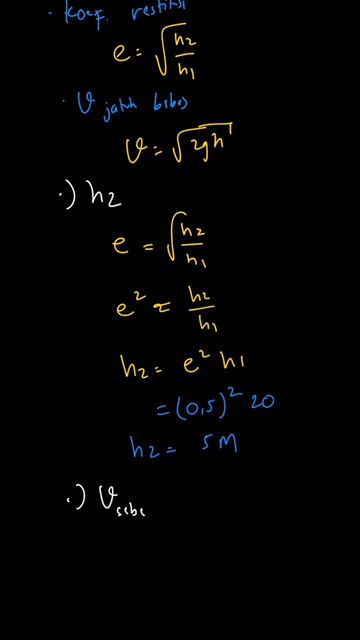 · Koef. restitusi
e = √(h2/h1)
· V jatuh bebas
V = √2gh
·) h2
e = √(h2/h1)
e² = h2/h1
h2 = e² h1
= (0,5)² 20
h2 = 5 M
·) V sebe